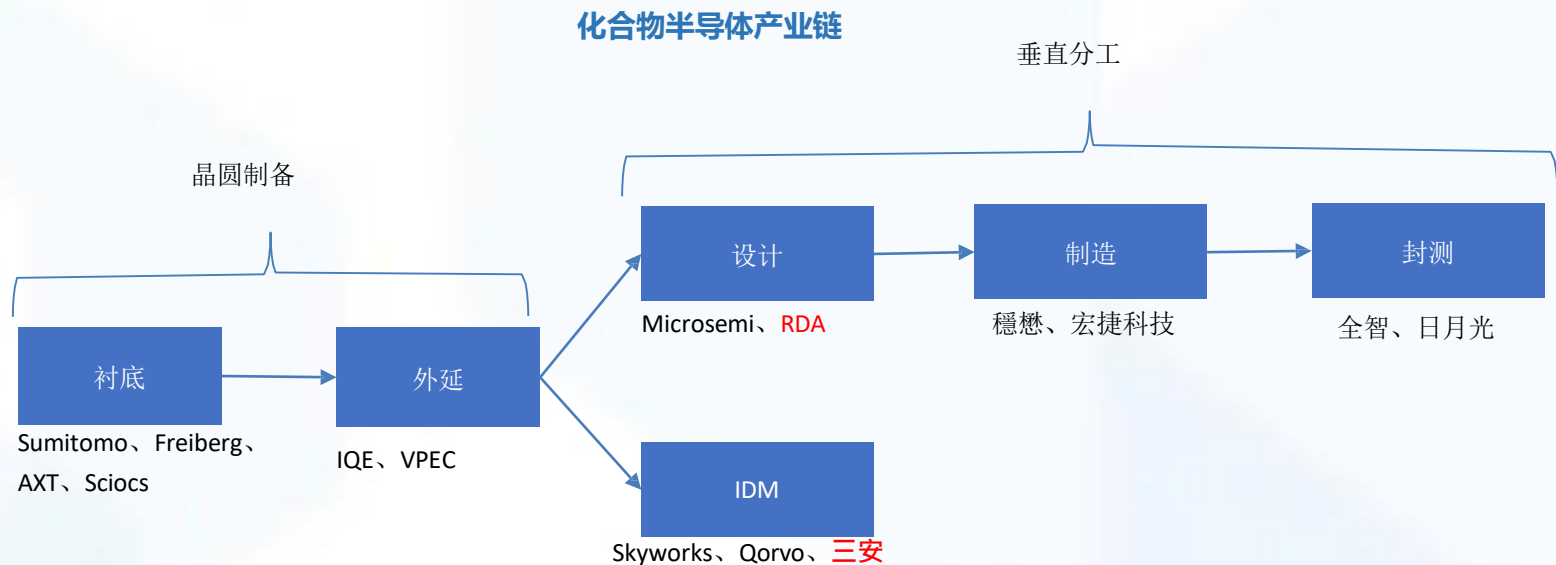 化合物半导体产业链
垂直分工
晶圆制备
设计
制造
封测
Microsemi、RDA
穩懋、宏捷科技
全智、日月光
衬底
外延
Sumitomo、Freiberg、
AXT、Sciocs
IQE、VPEC
IDM
Skyworks、Qorvo、三安